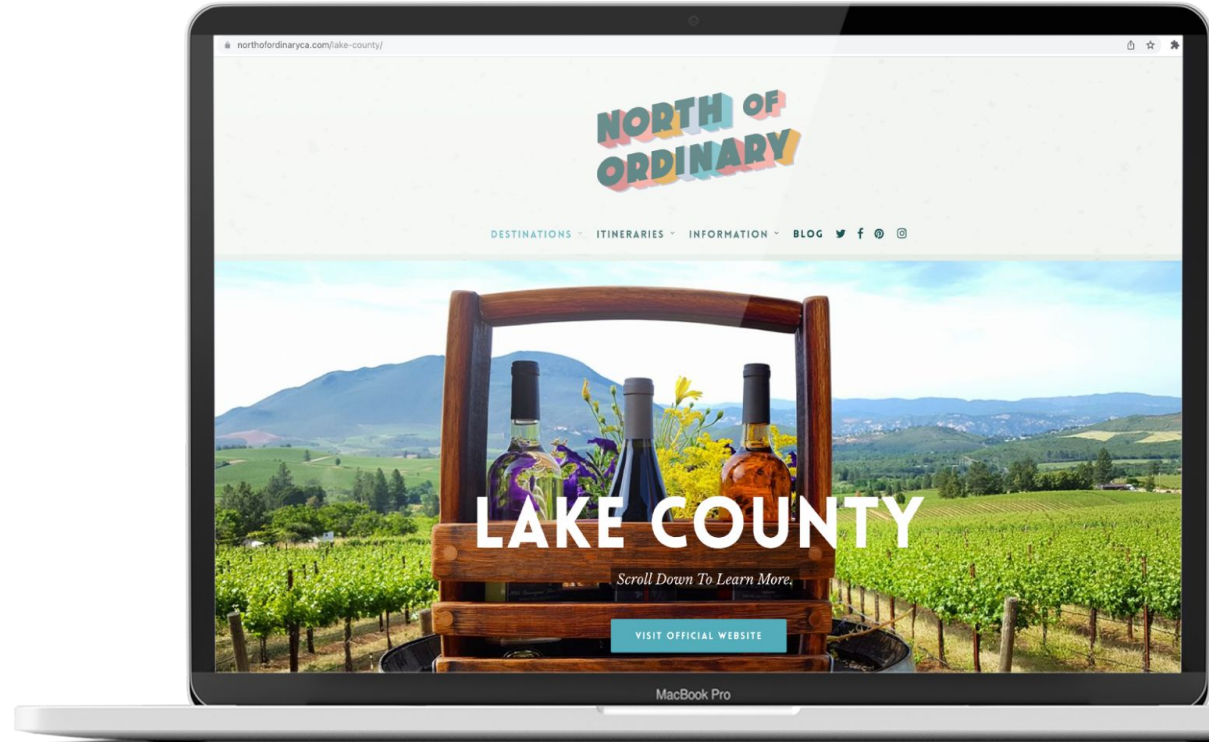 northofordinaryca.com/lake-county/
NORTH OF
ORDINARY
DESTINATIONS ITINERARIES INFORMATION BLOG
LAKE COUNTY
Scroll Down To Learn More.
VISIT OFFICIAL WEBSITE
MacBook Pro